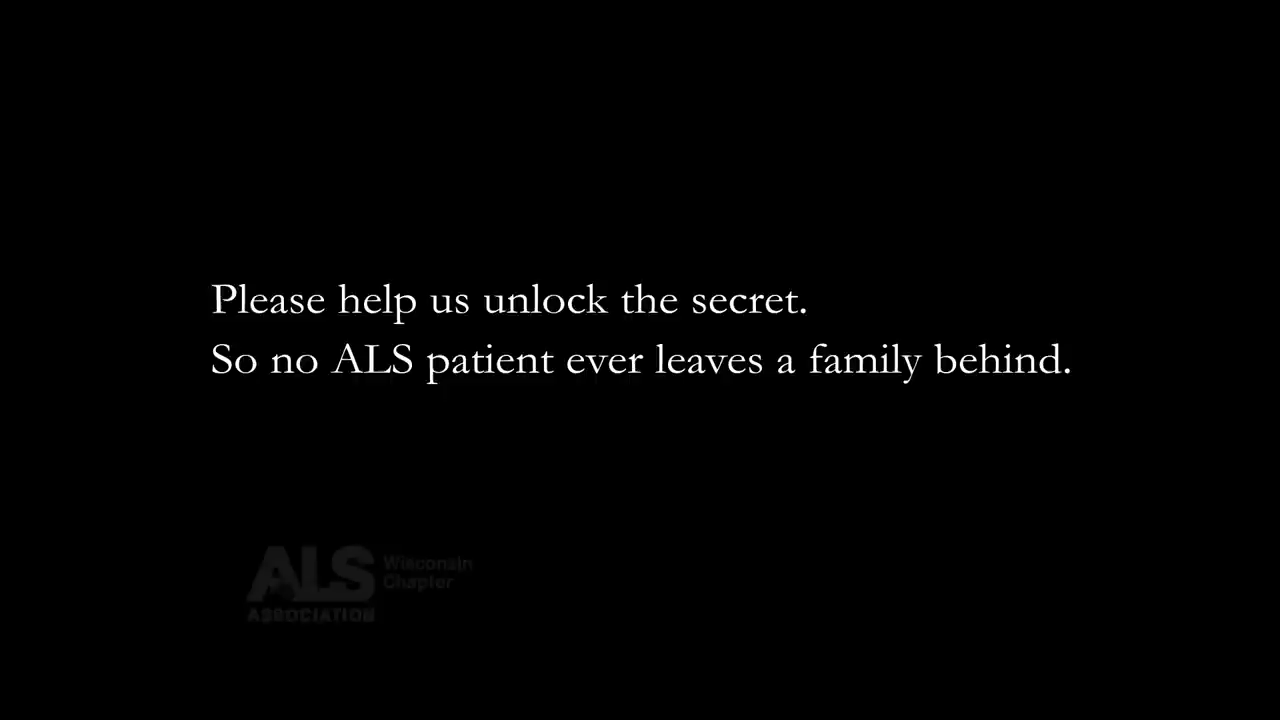 Please help us unlock the secret.
So no ALS patient ever leaves a family behind.
ALS Wisconsin
Chapter
ASSOCIATION